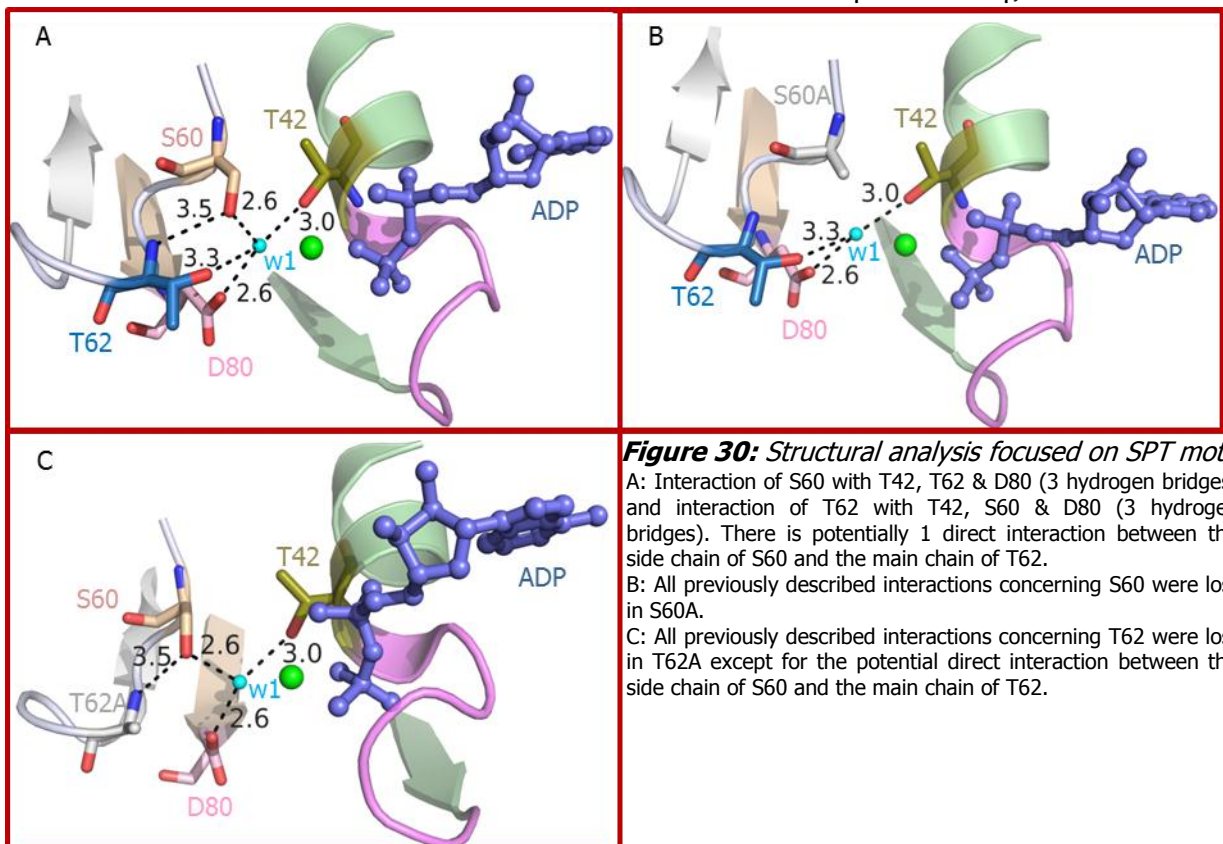 A
S60
T42
3.5
2.6
3.0
ADP
3.3
w1
2.6
T62
D80
B
S60A
T42
3.0
ADP
3.3
w1
2.6
T62
D80
C
T42
S60
ADP
3.5
2.6
3.0
T62A
w1
2.6
D80
Figure 30: Structural analysis focused on SPT mot
A: Interaction of S60 with T42, T62 & D80 (3 hydrogen bridges
and interaction of T62 with T42, S60 & D80 (3 hydroge
bridges). There is potentially 1 direct interaction between th
side chain of S60 and the main chain of T62.
B: All previously described interactions concerning S60 were los
in S60A.
C: All previously described interactions concerning T62 were los
in T62A except for the potential direct interaction between th
side chain of S60 and the main chain of T62.